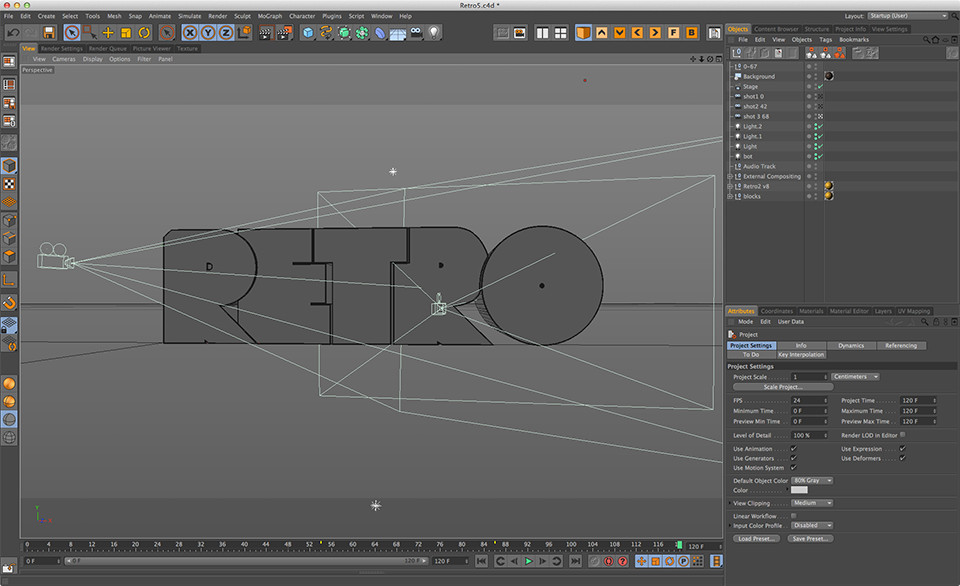 Retro5.c4d *
File Edit Create Select Tools Mesh Snap Animate Simulate Render Sculpt MoGraph Character Plugins Script Window Help
Layout: Startup (User)
View Render Settings Render Queue Picture Viewer Texture
View Cameras Display Options Filter Panel
Perspective
RETRO
Objects Content Browser Structure Project Info View Settings
File Edit View Objects Tags Bookmarks
0-67
Background
Stage
shot1 0
shot2 42
shot 3 68
Light.2
Light.1
Light
bot
Audio Track
External Compositing
Retro2 v8
blocks
Attributes Coordinates Materials Material Editor Layers UV Mapping
Mode Edit User Data
Project
Project Settings Info Dynamics Referencing
To Do Key Interpolation
Project Settings
Project Scale 1 Centimeters
Scale Project...
FPS 24 Project Time 120 F
Minimum Time 0 F Maximum Time 120 F
Preview Min Time 0 F Preview Max Time 120 F
Level of Detail 100 % Render LOD in Editor
Use Animation Use Expression
Use Generators Use Deformers
Use Motion System
Default Object Color 80% Gray
Color
View Clipping Medium
Linear Workflow
Input Color Profile Disabled
Load Preset... Save Preset...
0 4 8 12 16 20 24 28 32 36 40 44 48 52 56 60 64 68 72 76 80 84 88 92 96 100 104 108 112 116 120 F
0 F 0 F 120 F 120 F